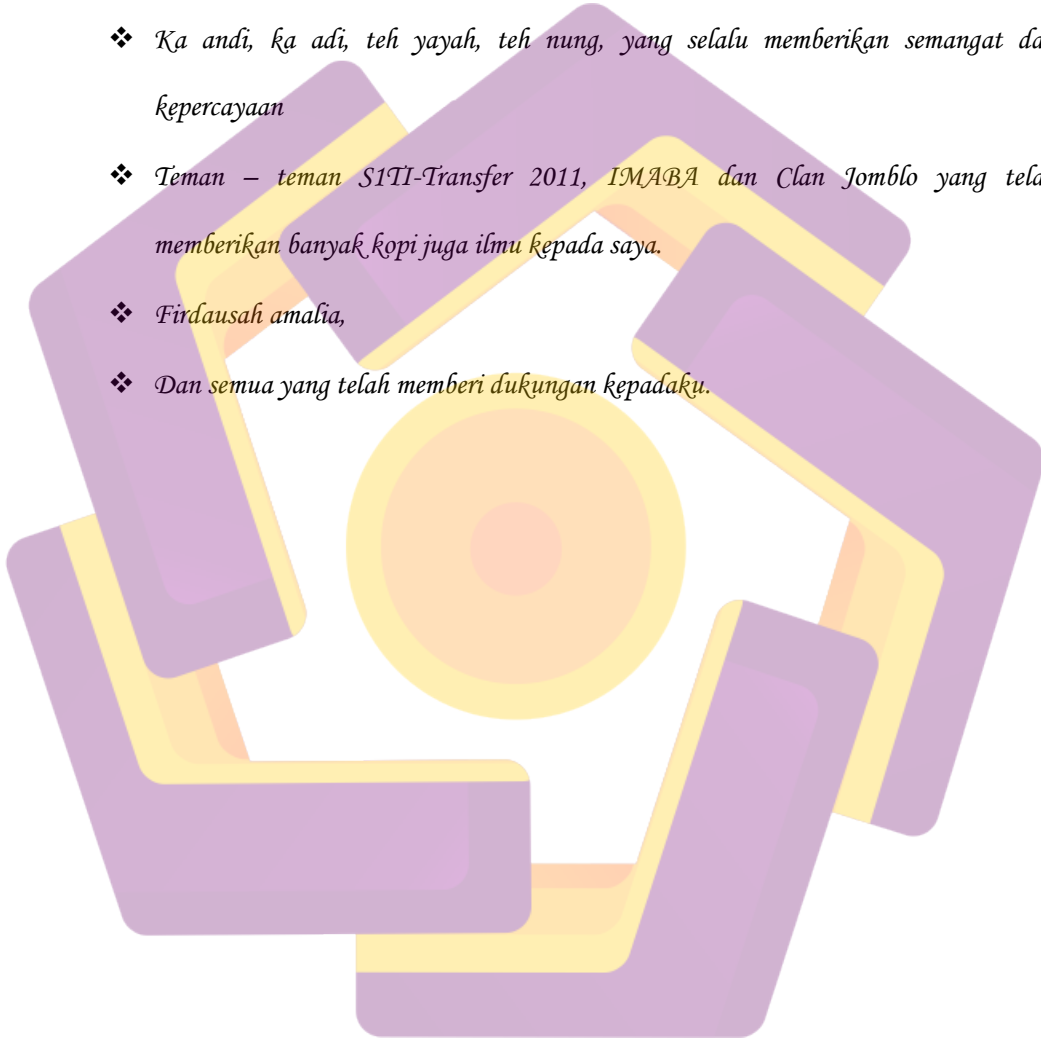 ❖ Ka andi, ka adi, teh yayah, teh nung, yang selalu memberikan semangat da
kepercayaan
❖ Teman – teman S1TI-Transfer 2011, IMABA dan Clan Jomblo yang tela
memberikan banyak kopi juga ilmu kepada saya.
❖ Firdausah amalia,
❖ Dan semua yang telah memberi dukungan kepadaku.